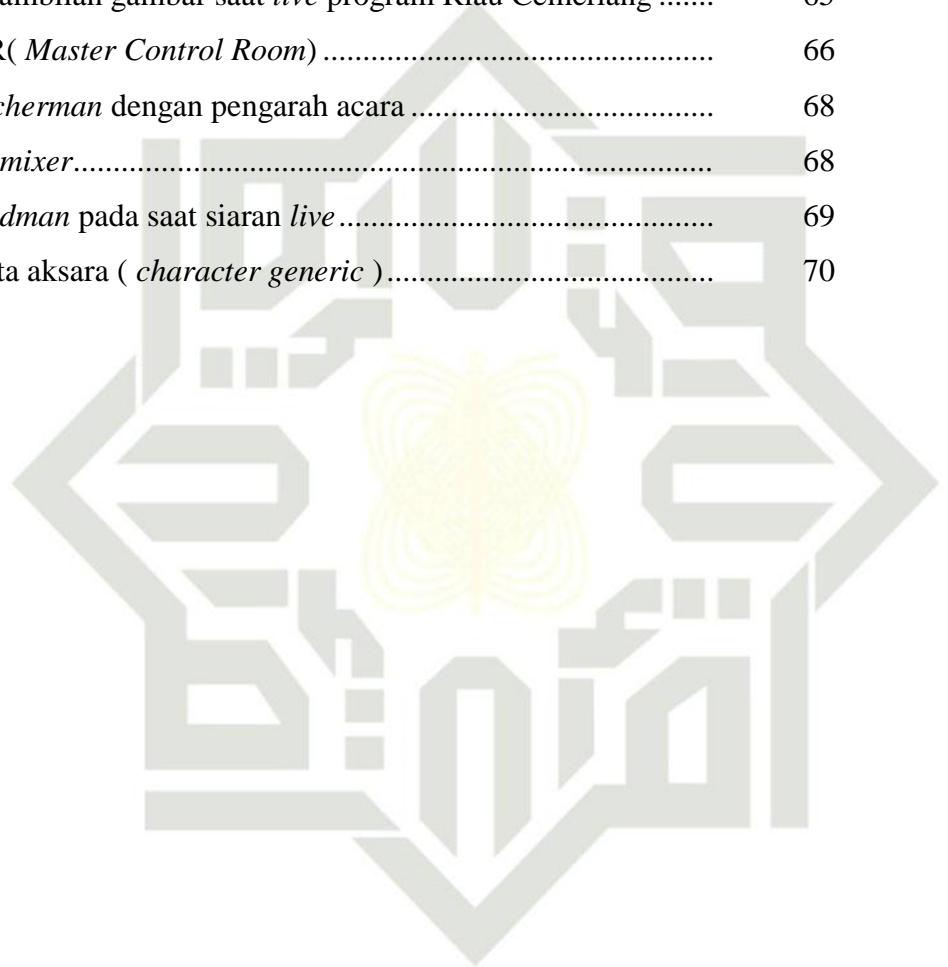 ambilan gambar saat live program Riau Cemerlang ....... 65
R( Master Control Room) ................................................. 66
cherman dengan pengarah acara ...................................... 68
mixer................................................................................. 68
dman pada saat siaran live ............................................... 69
ta aksara ( character generic ) ......................................... 70